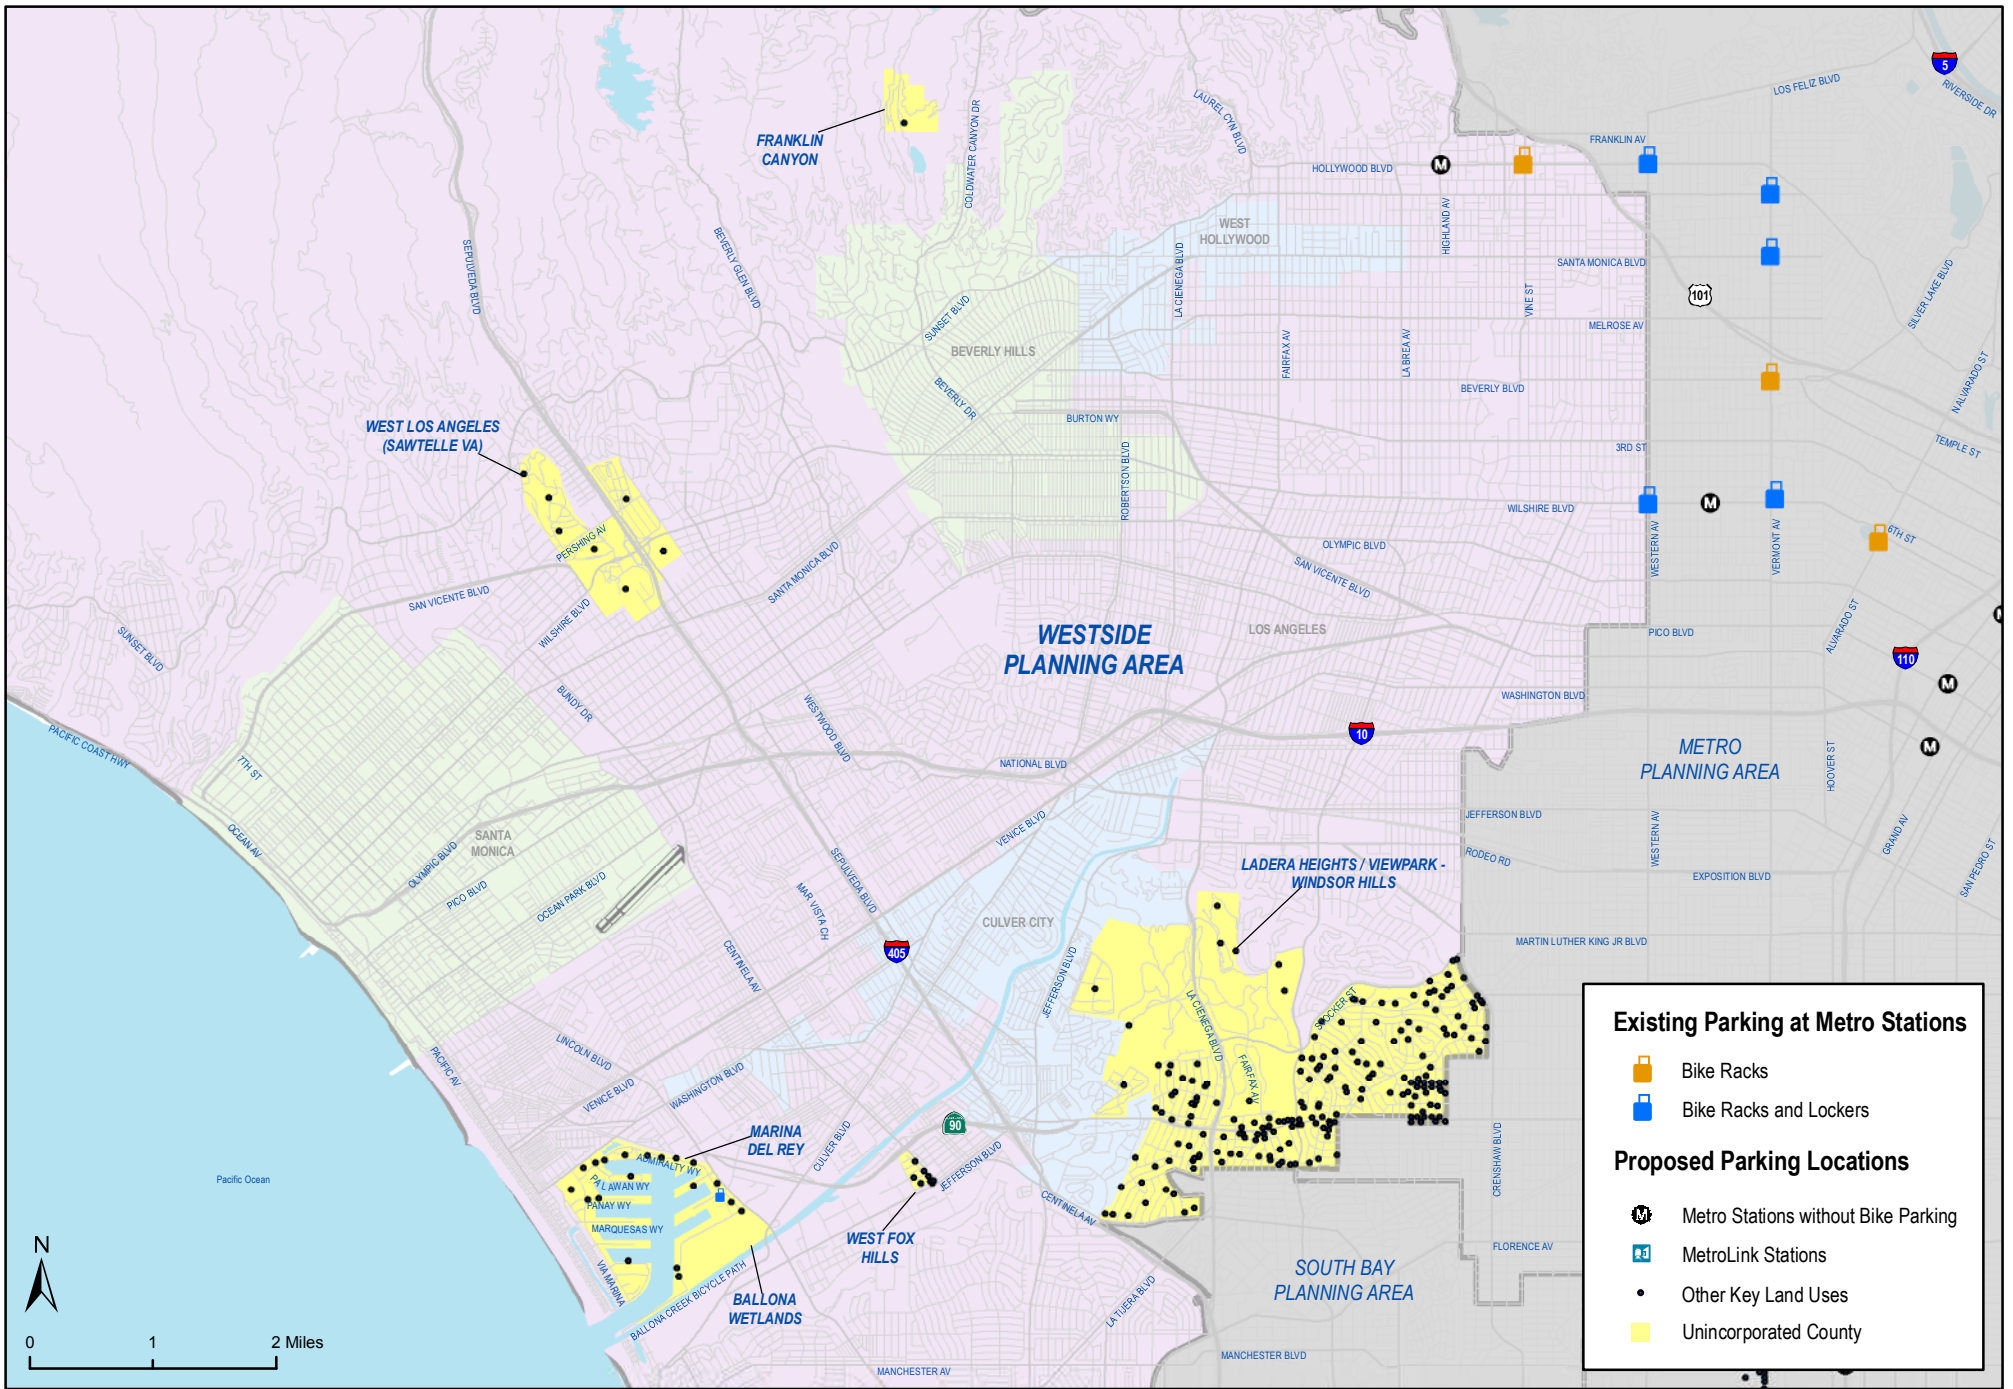 5
LOS FELIZ BLVD
RIVERSIDE DR
LAUREL CYN BLVD
COLDWATER CANYON DR
FRANKLIN
CANYON
FRANKLIN AV
HOLLYWOOD BLVD
M
HIGHLAND AV
WEST
HOLLYWOOD
SEPULVEDA BLVD
BEVERLY GLEN BLVD
LA CIENEGA BLVD
SANTA MONICA BLVD
101
VINE ST
SILVER LAKE BLVD
SUNSET BLVD
MELROSE AV
BEVERLY HILLS
FAIRFAX AV
LA BREA AV
BEVERLY DR
BEVERLY BLVD
N ALVARADO ST
WEST LOS ANGELES
(SAWTELLE VA)
BURTON WY
ROBERTSON BLVD
3RD ST
TEMPLE ST
WILSHIRE BLVD
M
PERSHING AV
OLYMPIC BLVD
WESTERN AV
VERMONT AV
6TH ST
SAN VICENTE BLVD
SANTA MONICA BLVD
SAN VICENTE BLVD
WILSHIRE BLVD
SUNSET BLVD
WESTSIDE
PLANNING AREA
LOS ANGELES
PICO BLVD
ALVARADO ST
110
M
BUNDY DR
WESTWOOD BLVD
WASHINGTON BLVD
PACIFIC COAST HWY
7TH ST
10
NATIONAL BLVD
METRO
PLANNING AREA
M
HOOVER ST
OCEAN AV
SANTA
MONICA
OLYMPIC BLVD
PICO BLVD
OCEAN PARK BLVD
SEPULVEDA BLVD
VENICE BLVD
JEFFERSON BLVD
RODEO RD
WESTERN AV
GRAND AV
SAN PEDRO ST
EXPOSITION BLVD
LADERA HEIGHTS / VIEWPARK -
WINDSOR HILLS
MAR VISTA CH
CULVER CITY
CENTINELA AV
405
JEFFERSON BLVD
MARTIN LUTHER KING JR BLVD
LA CIENEGA BLVD
STOCKER ST
FAIRFAX AV
PACIFIC AV
LINCOLN BLVD
VENICE BLVD
WASHINGTON BLVD
90
MARINA
DEL REY
CULVER BLVD
JEFFERSON BLVD
CENTINELA AV
CRENSHAW BLVD
ADMIRALTY WY
PALAWAN WY
PANAY WY
MARQUESAS WY
Pacific Ocean
VIA MARINA
WEST FOX
HILLS
BALLONA
WETLANDS
BALLONA CREEK BICYCLE PATH
LA TIJERA BLVD
SOUTH BAY
PLANNING AREA
FLORENCE AV
MANCHESTER AV
MANCHESTER BLVD
N
0 1 2 Miles
Existing Parking at Metro Stations
Bike Racks
Bike Racks and Lockers
Proposed Parking Locations
M Metro Stations without Bike Parking
MetroLink Stations
Other Key Land Uses
Unincorporated County